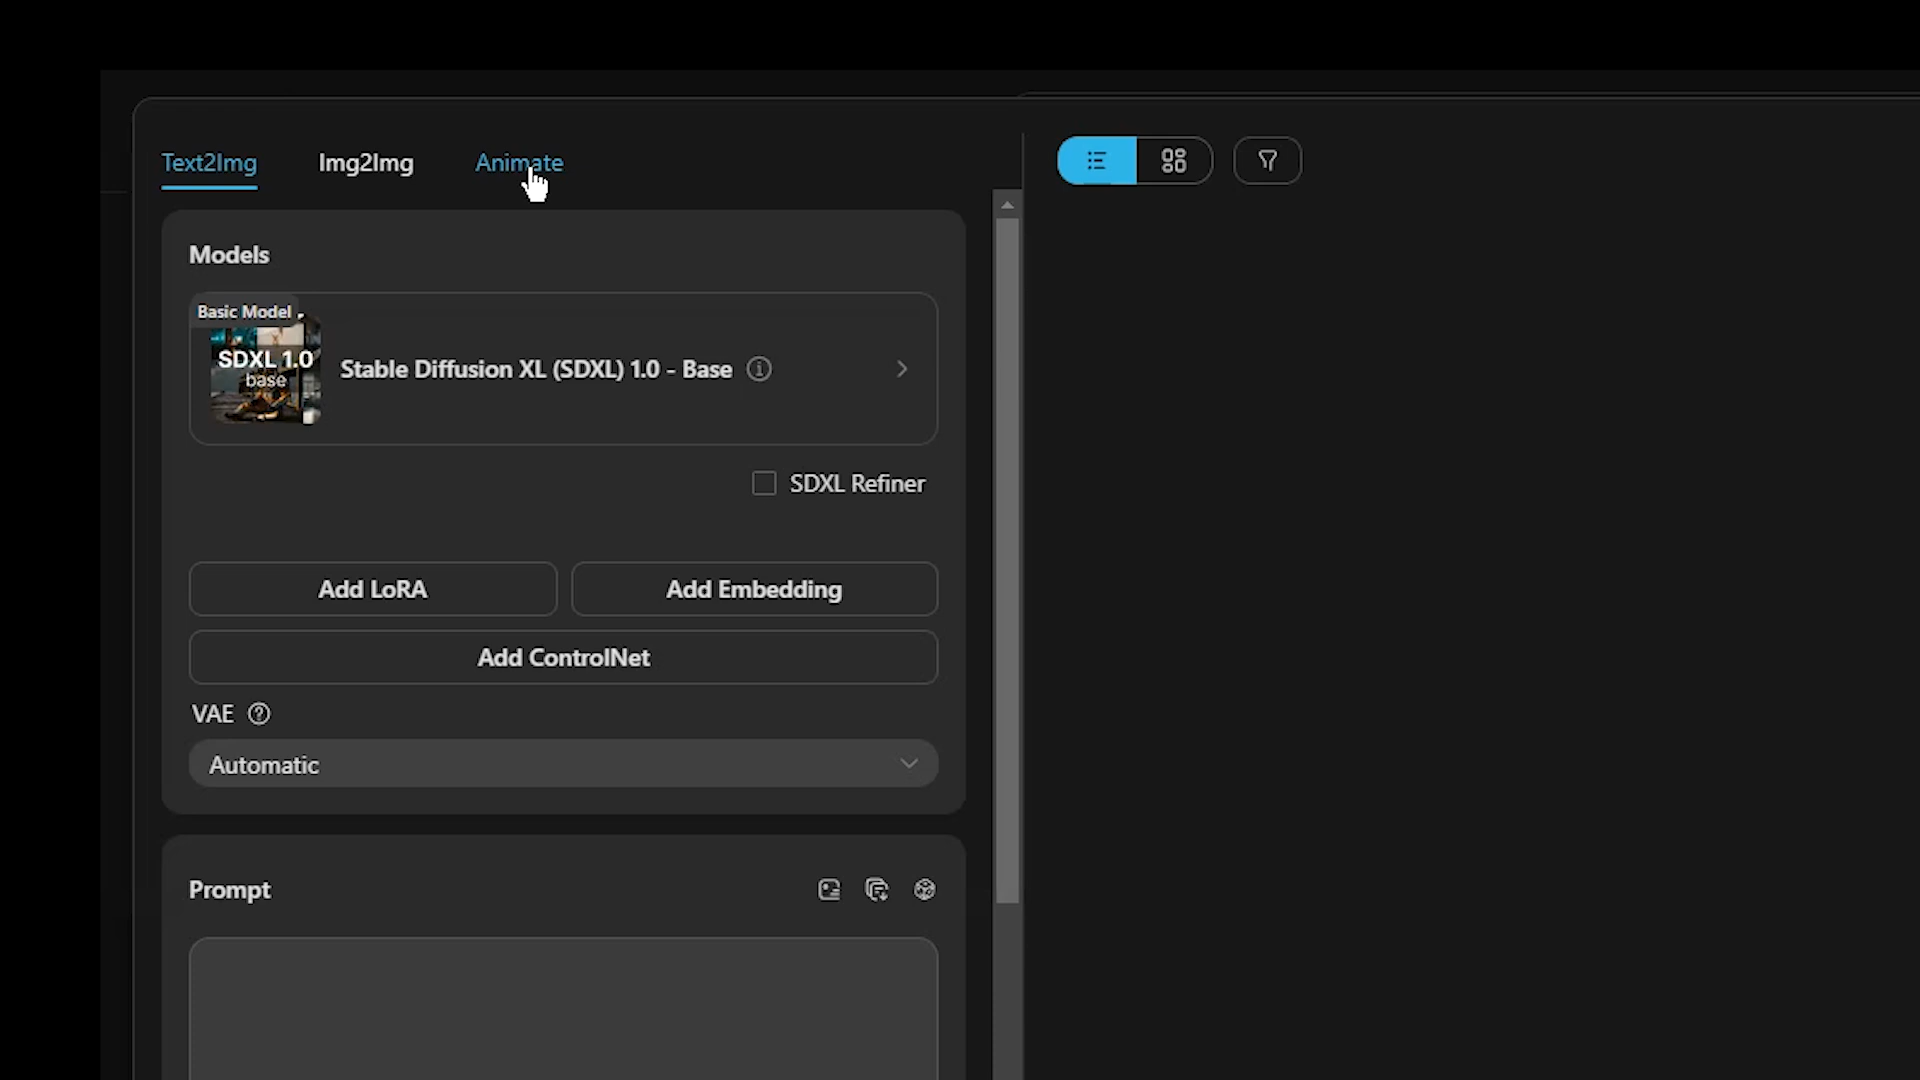 Text2Img Img2Img Animate
Models
Basic Model
SDXL 1.0
base
Stable Diffusion XL (SDXL) 1.0 - Base
SDXL Refiner
Add LoRA Add Embedding
Add ControlNet
VAE
Automatic
Prompt